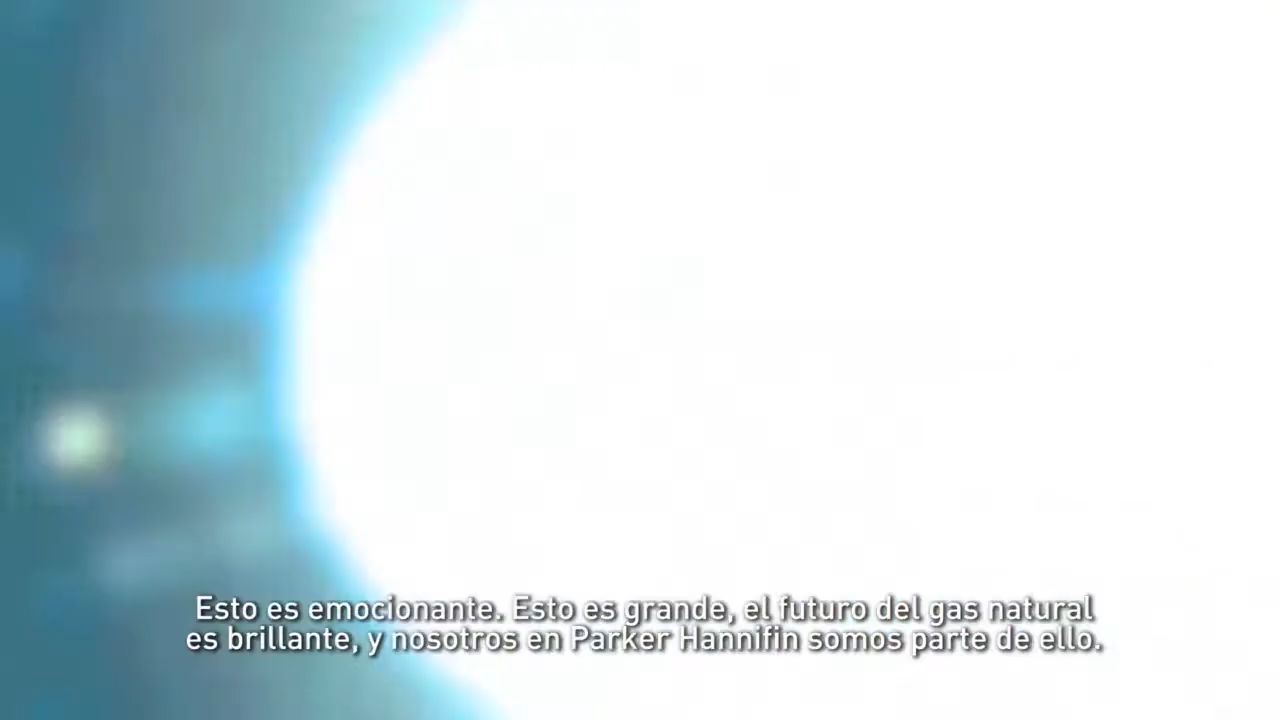 Esto es emocionante. Esto es grande, el futuro del gas natural
es brillante, y nosotros en Parker Hannifin somos parte de ello.